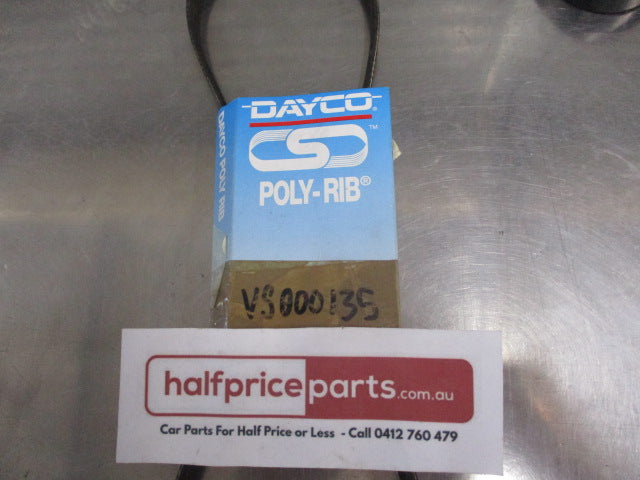 DAYCO®
™
POLY-RIB®
DAYCO POLY RIB
VS000135
halfpriceparts.com.au
Car Parts For Half Price or Less - Call 0412 760 479